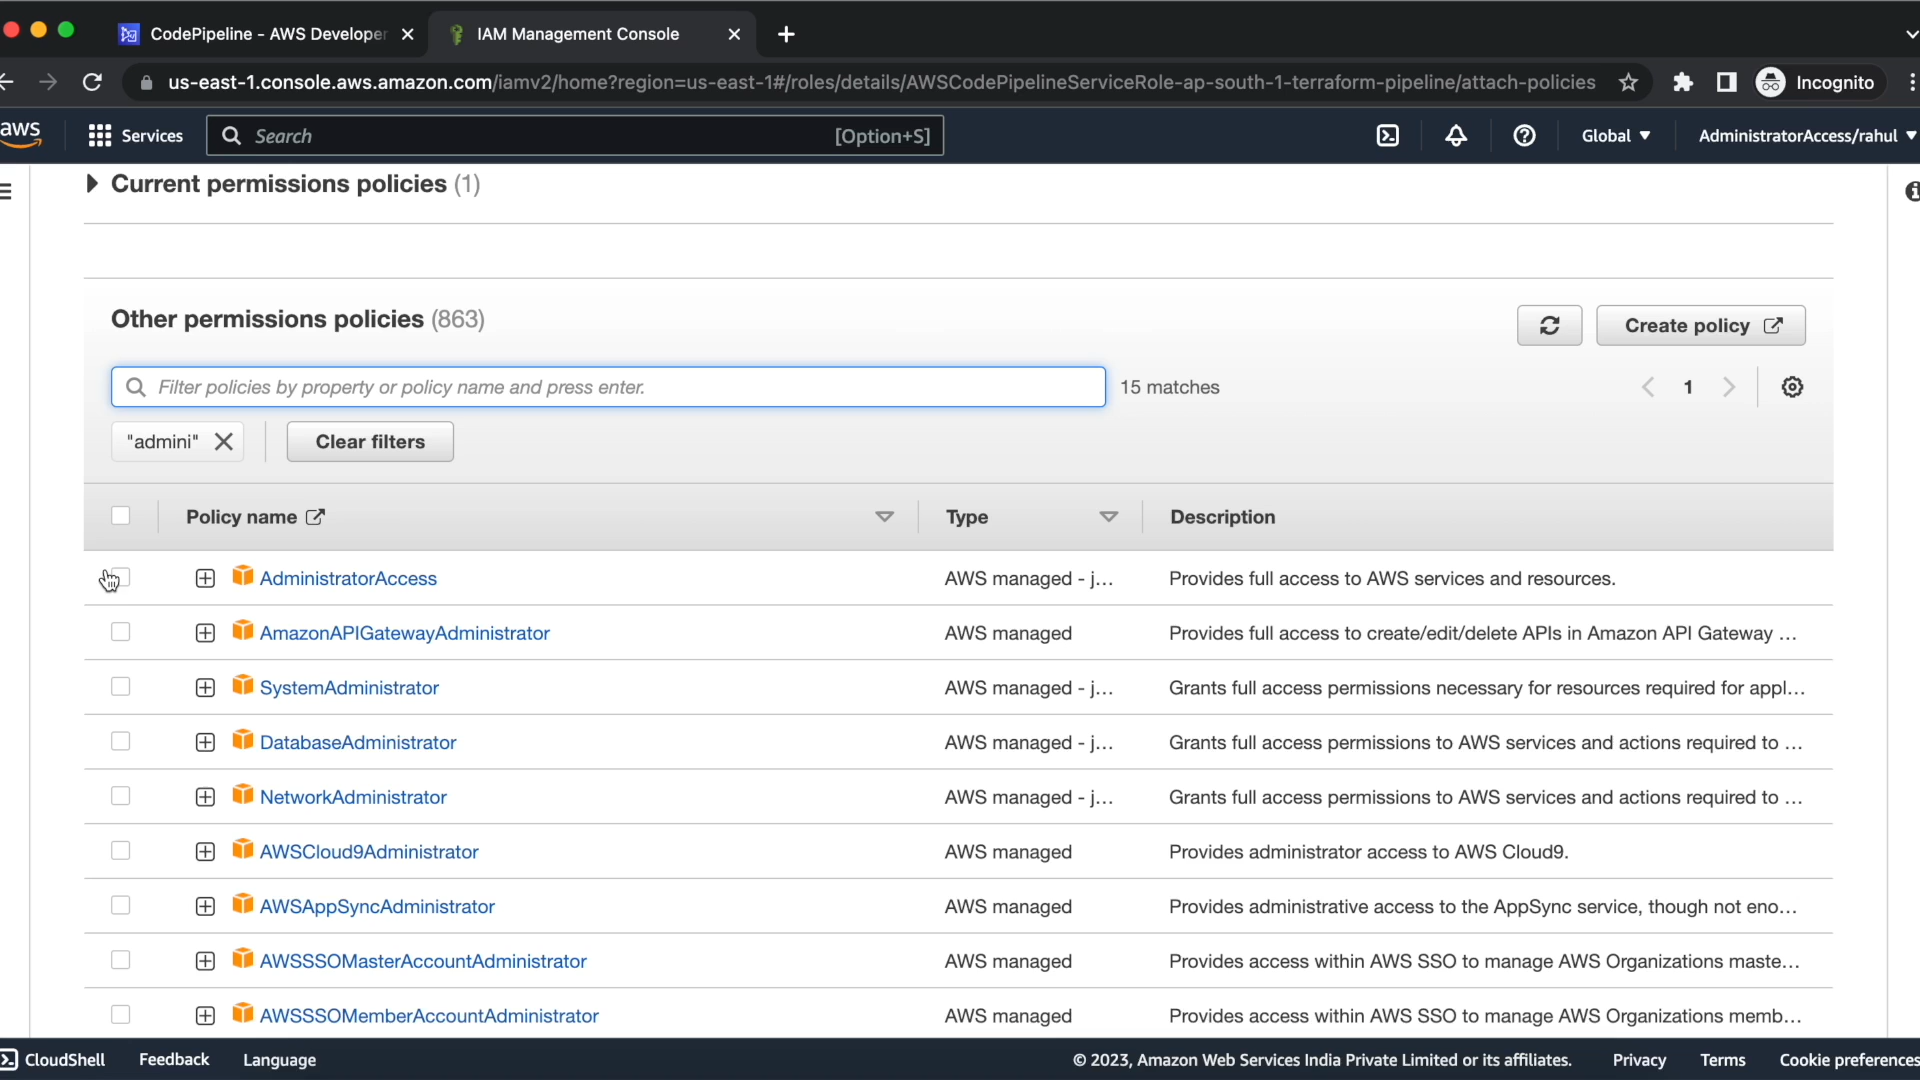 CodePipeline - AWS Developer
IAM Management Console
us-east-1.console.aws.amazon.com/iamv2/home?region=us-east-1#/roles/details/AWSCodePipelineServiceRole-ap-south-1-terraform-pipeline/attach-policies
Incognito
aws
Services
Search
[Option+S]
Global
AdministratorAccess/rahul
Current permissions policies (1)
Other permissions policies (863)
Create policy
Filter policies by property or policy name and press enter.
15 matches
1
"admini"
Clear filters
Policy name Type Description
AdministratorAccess AWS managed - j... Provides full access to AWS services and resources.
AmazonAPIGatewayAdministrator AWS managed Provides full access to create/edit/delete APIs in Amazon API Gateway ...
SystemAdministrator AWS managed - j... Grants full access permissions necessary for resources required for appl...
DatabaseAdministrator AWS managed - j... Grants full access permissions to AWS services and actions required to ...
NetworkAdministrator AWS managed - j... Grants full access permissions to AWS services and actions required to ...
AWSCloud9Administrator AWS managed Provides administrator access to AWS Cloud9.
AWSAppSyncAdministrator AWS managed Provides administrative access to the AppSync service, though not eno...
AWSSSOMasterAccountAdministrator AWS managed Provides access within AWS SSO to manage AWS Organizations maste...
AWSSSOMemberAccountAdministrator AWS managed Provides access within AWS SSO to manage AWS Organizations memb...
CloudShell Feedback Language © 2023, Amazon Web Services India Private Limited or its affiliates. Privacy Terms Cookie preferences